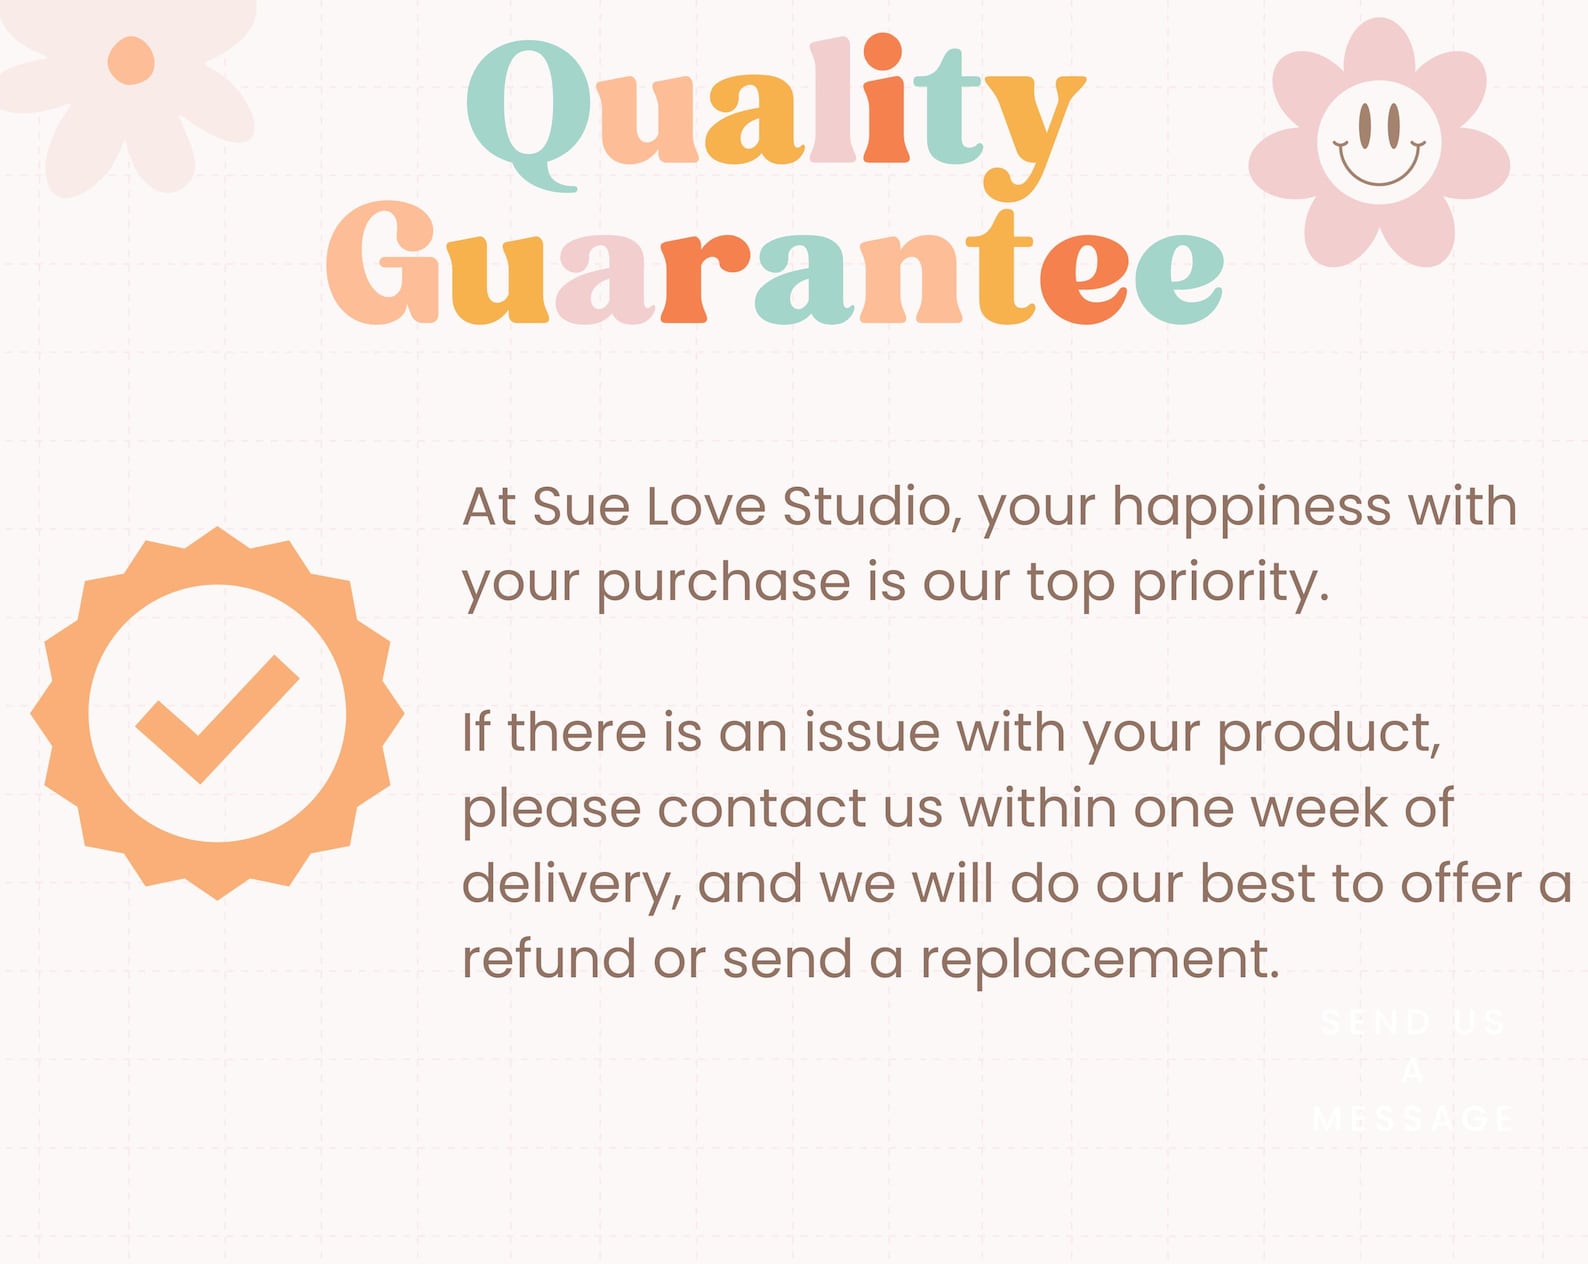 Quality
Guarantee
At Sue Love Studio, your happiness with
your purchase is our top priority.
If there is an issue with your product,
please contact us within one week of
delivery, and we will do our best to offer a
refund or send a replacement.
SEND US
A
MESSAGE